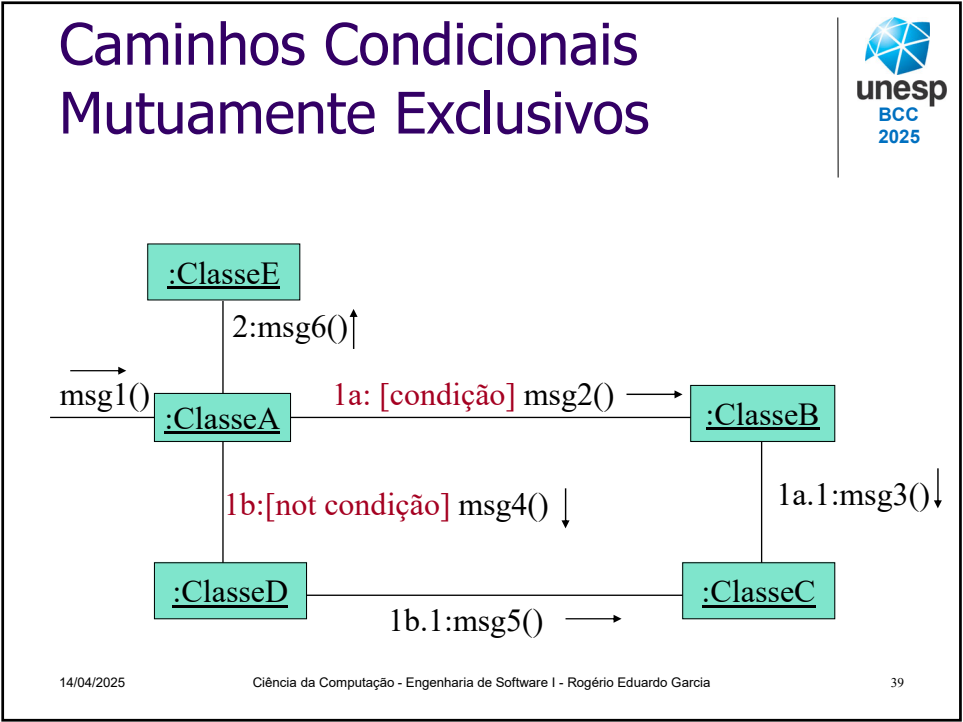 Caminhos Condicionais
Mutuamente Exclusivos
unesp
BCC
2025
:ClasseE
2:msg6()
msg1()
:ClasseA
1a: [condição] msg2()
:ClasseB
1b:[not condição] msg4()
1a.1:msg3()
:ClasseD
:ClasseC
1b.1:msg5()
14/04/2025
Ciência da Computação - Engenharia de Software I - Rogério Eduardo Garcia
39